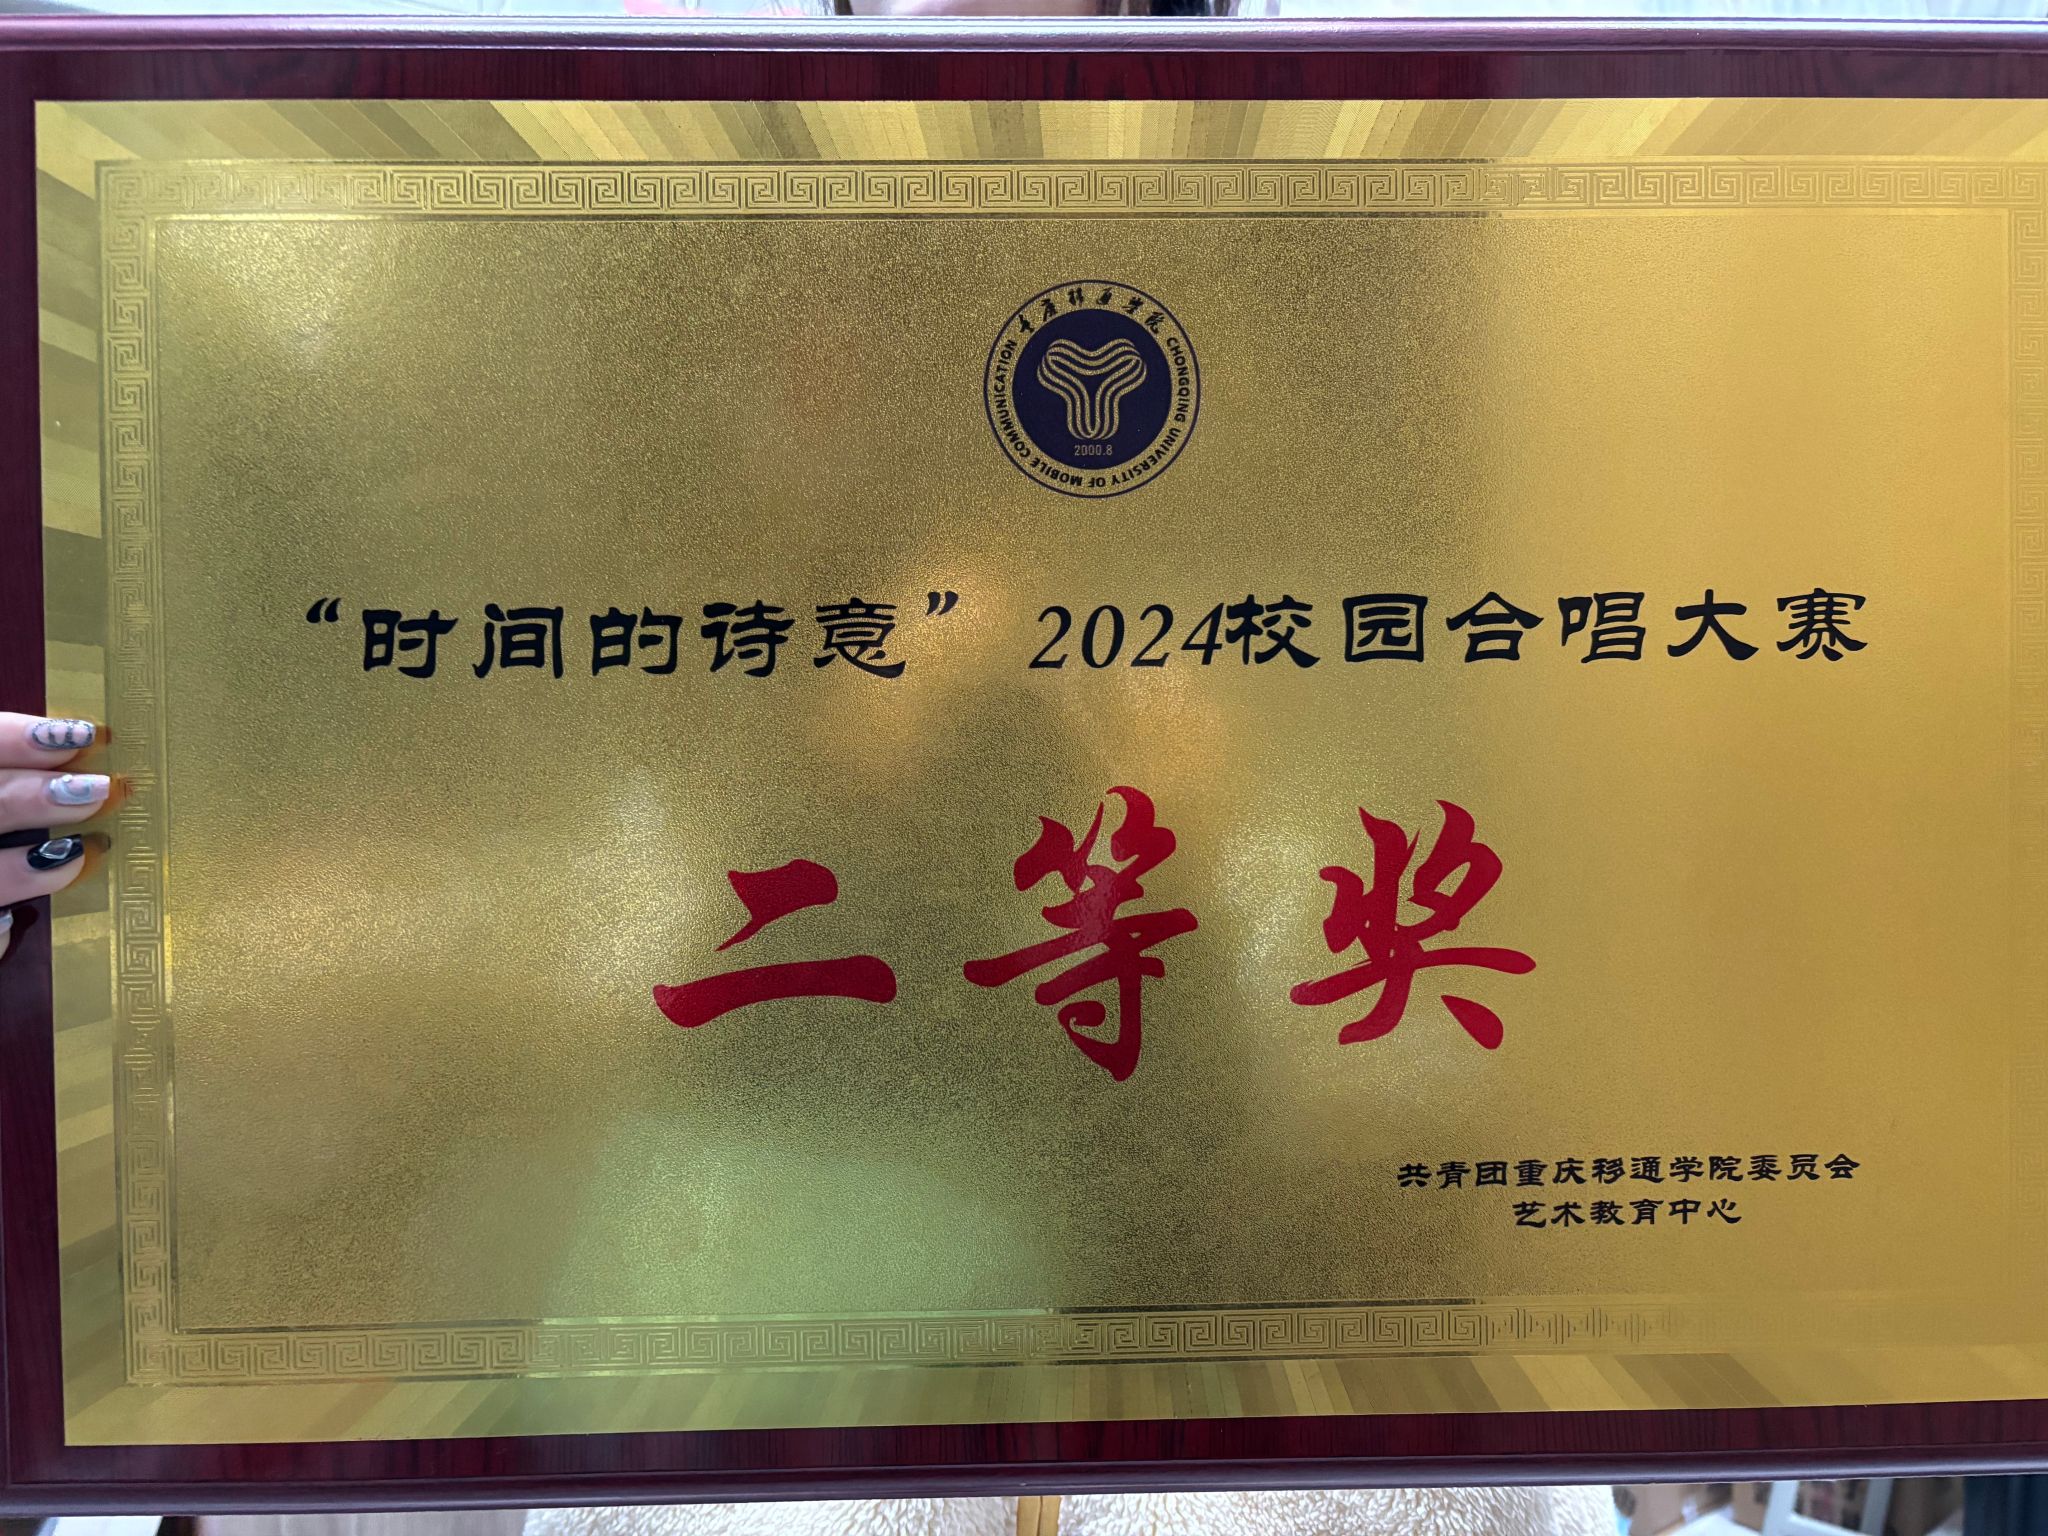 重庆移通学院
CHONGQING UNIVERSITY OF MOBILE COMMUNICATION
2000.8
“时间的诗意” 2024校园合唱大赛
二等奖
共青团重庆移通学院委员会
艺术教育中心